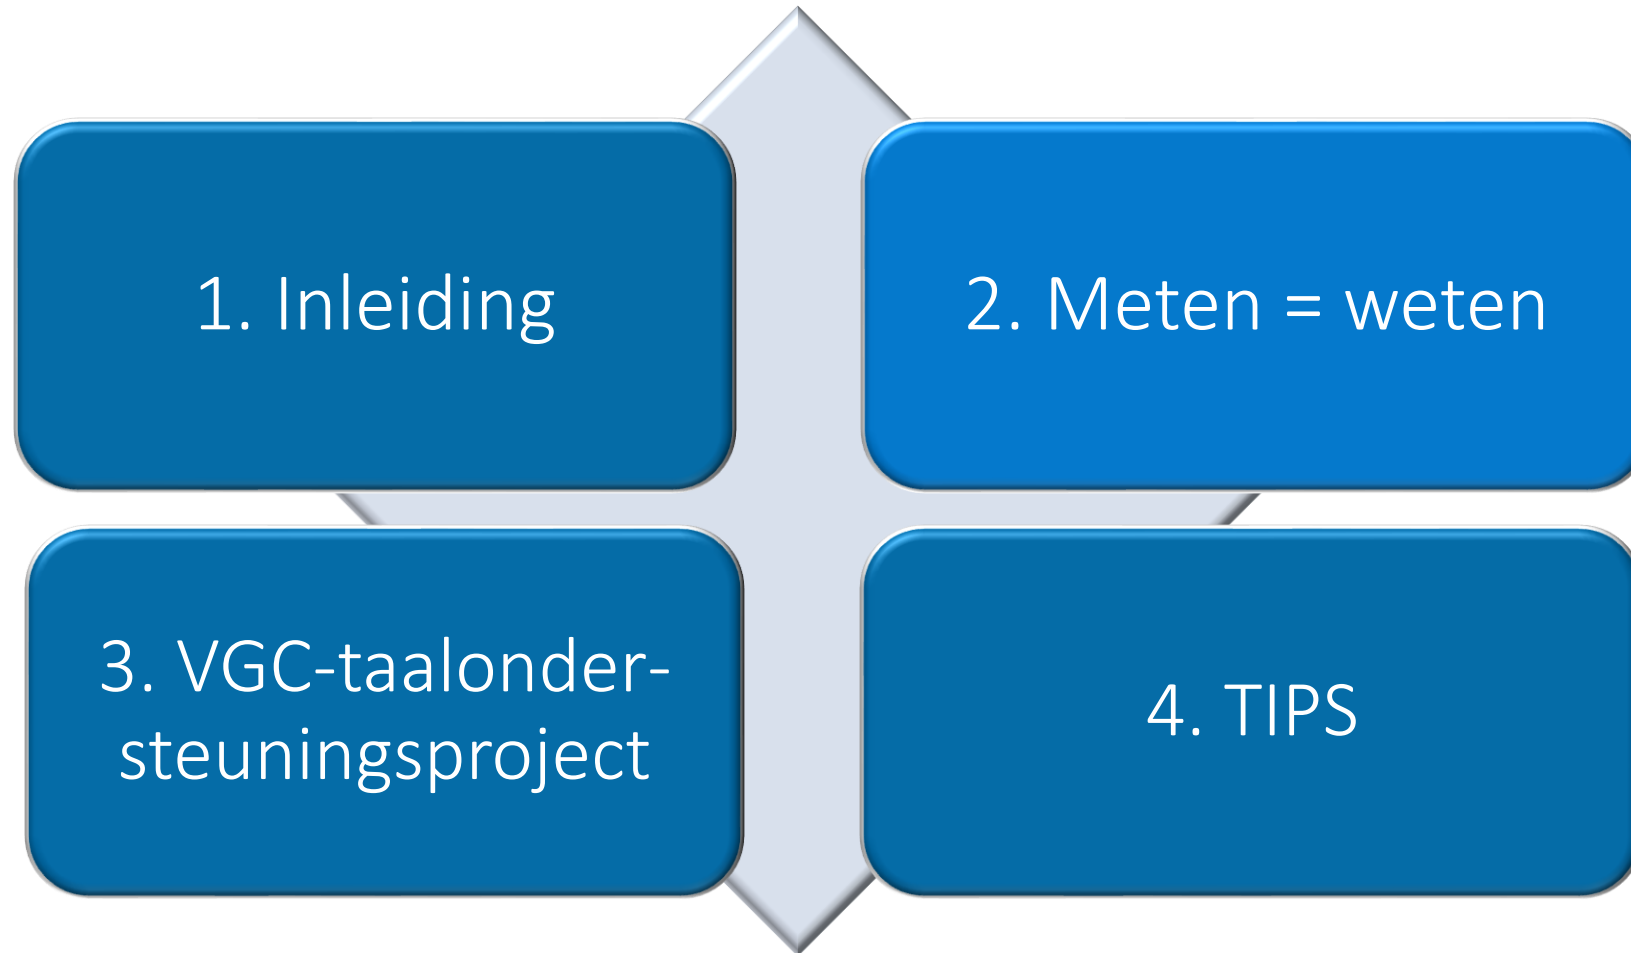 1. Inleiding
2. Meten = weten
3. VGC-taalonder-
steuningsproject
4. TIPS